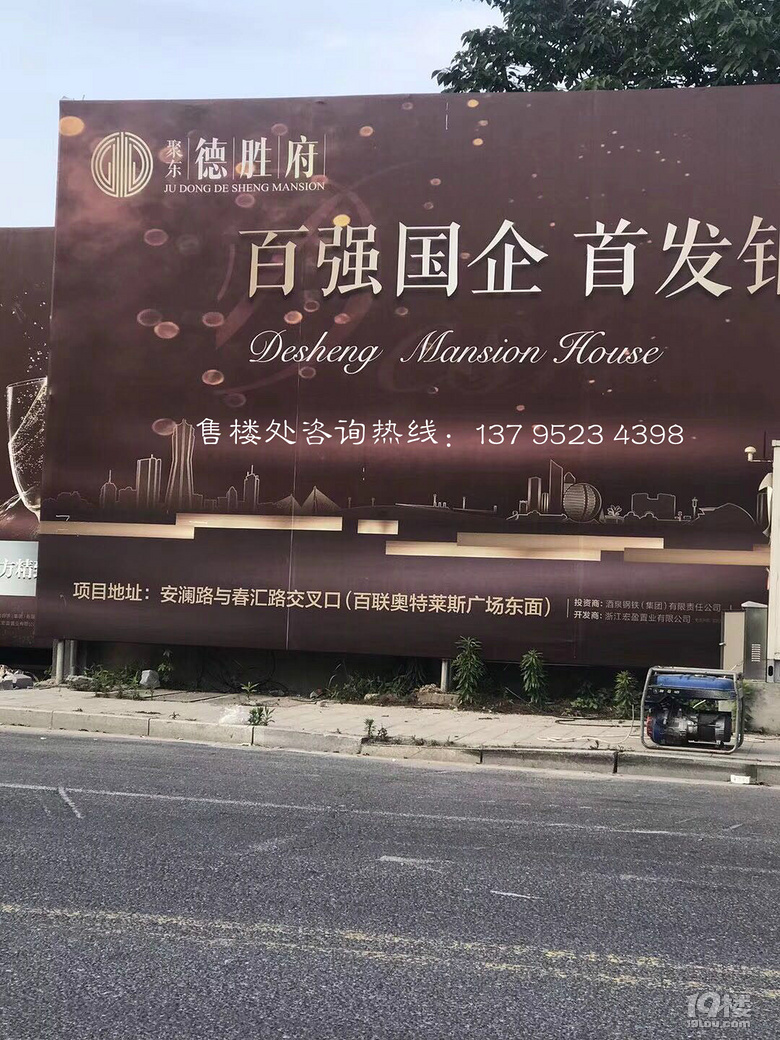 聚东 德胜府
JU DONG DE SHENG MANSION
百强国企 首发
Desheng Mansion House
售楼处咨询热线：137 9523 4398
项目地址：安澜路与春汇路交叉口（百联奥特莱斯广场东面）
投资商：酒泉钢铁（集团）有限责任公司
开发商：浙江宏盈置业有限公司
19楼
19lou.com